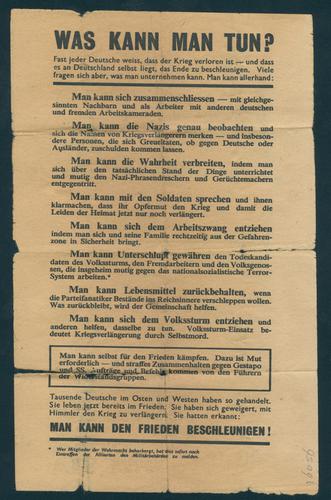 WAS KANN MAN TUN?
Fast jeder Deutsche weiss, dass der Krieg verloren ist — und dass
es an Deutschland selbst liegt, das Ende zu beschleunigen. Viele
fragen sich aber, was man unternehmen kann. Man kann allerhand:
Man kann sich zusammenschliessen — mit gleichge-
sinnten Nachbarn und als Arbeiter mit anderen deutschen
und fremden Arbeitskameraden.
Man kann die Nazis genau beobachten und
sich die Namen von Kriegsverlängerern merken — und insbeson-
dere Personen, die sich Greueltaten, ob gegen Deutsche oder
Ausländer, zuschulden kommen lassen.
Man kann die Wahrheit verbreiten, indem man
sich über den tatsächlichen Stand der Dinge unterrichtet
und mutig den Nazi-Phrasendreschern und Gerüchtemachern
entgegentritt.
Man kann mit den Soldaten sprechen und ihnen
klarmachen, dass ihr Opfermut den Krieg und damit die
Leiden der Heimat jetzt nur noch verlängert.
Man kann sich dem Arbeitszwang entziehen
indem man sich und seine Familie rechtzeitig aus der Gefahren-
zone in Sicherheit bringt.
Man kann Unterschlupf gewähren den Todeskandi-
daten des Volkssturms, den Frondarbeitern und den Volksgenos-
sen, die insgeheim mutig gegen das nationalsozialistische Terror-
System arbeiten.*
Man kann Lebensmittel zurückbehalten, wenn
die Parteifanatiker Bestände ins Reichsinnere verschleppen wollen.
Was zurückbleibt, wird der Gemeinschaft helfen.
Man kann sich dem Volkssturm entziehen und
anderen helfen, dasselbe zu tun. Volkssturm-Einsatz be-
deutet Kriegsverlängerung durch Selbstmord.
Man kann selbst für den Frieden kämpfen. Dazu ist Mut
erforderlich — und straffes Zusammenhalten gegen Gestapo
und SS. Aufträge und Befehle kommen von den Führern
der Widerstandsgruppen.
Tausende Deutsche im Osten und Westen haben so gehandelt.
Sie leben jetzt bereits im Frieden. Sie haben sich geweigert, mit
Himmler den Krieg zu verlängern. Sie hatten erkannt:
MAN KANN DEN FRIEDEN BESCHLEUNIGEN!
* Wer Mitglieder der Wehrmacht beherbergt, hat dies sofort nach
Eintreffen der Alliierten den Militärbehörden zu melden.